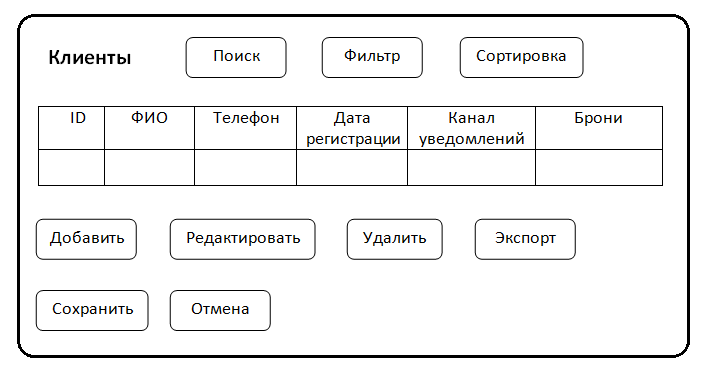 Клиенты Поиск Фильтр Сортировка
ID ФИО Телефон Дата регистрации Канал уведомлений Брони
Добавить Редактировать Удалить Экспорт
Сохранить Отмена